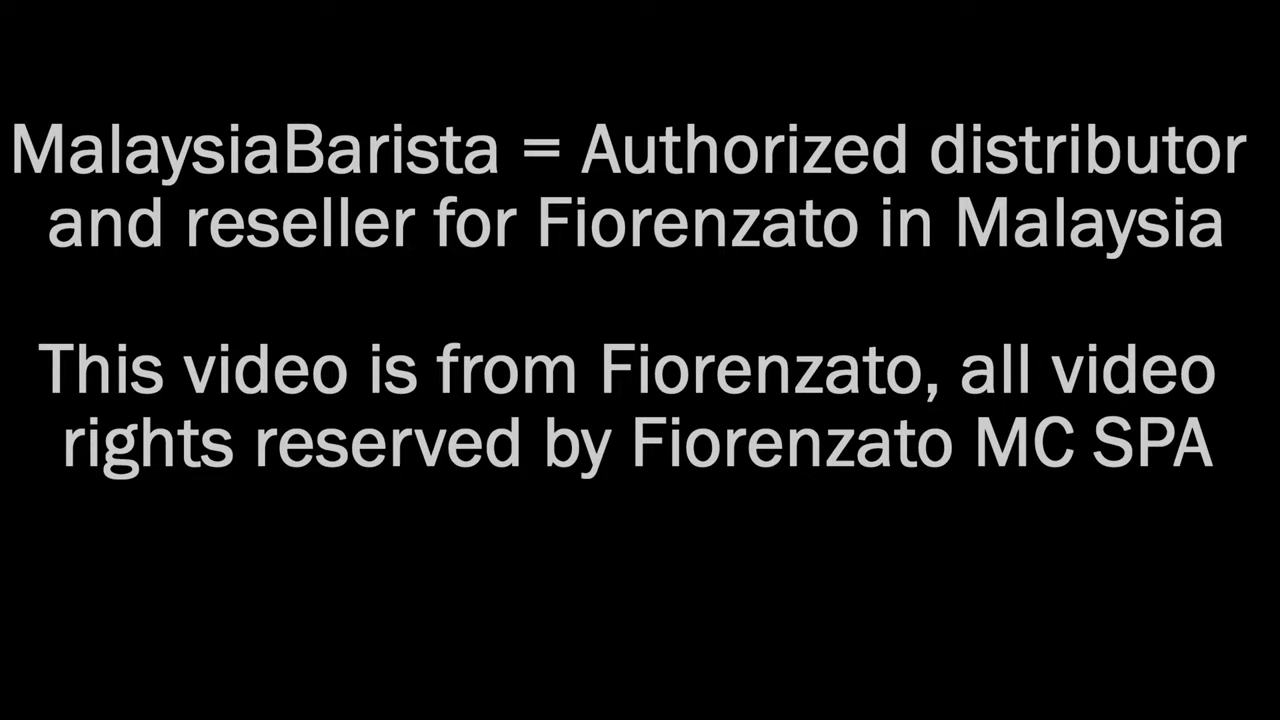 MalaysiaBarista = Authorized distributor
and reseller for Fiorenzato in Malaysia
This video is from Fiorenzato, all video
rights reserved by Fiorenzato MC SPA